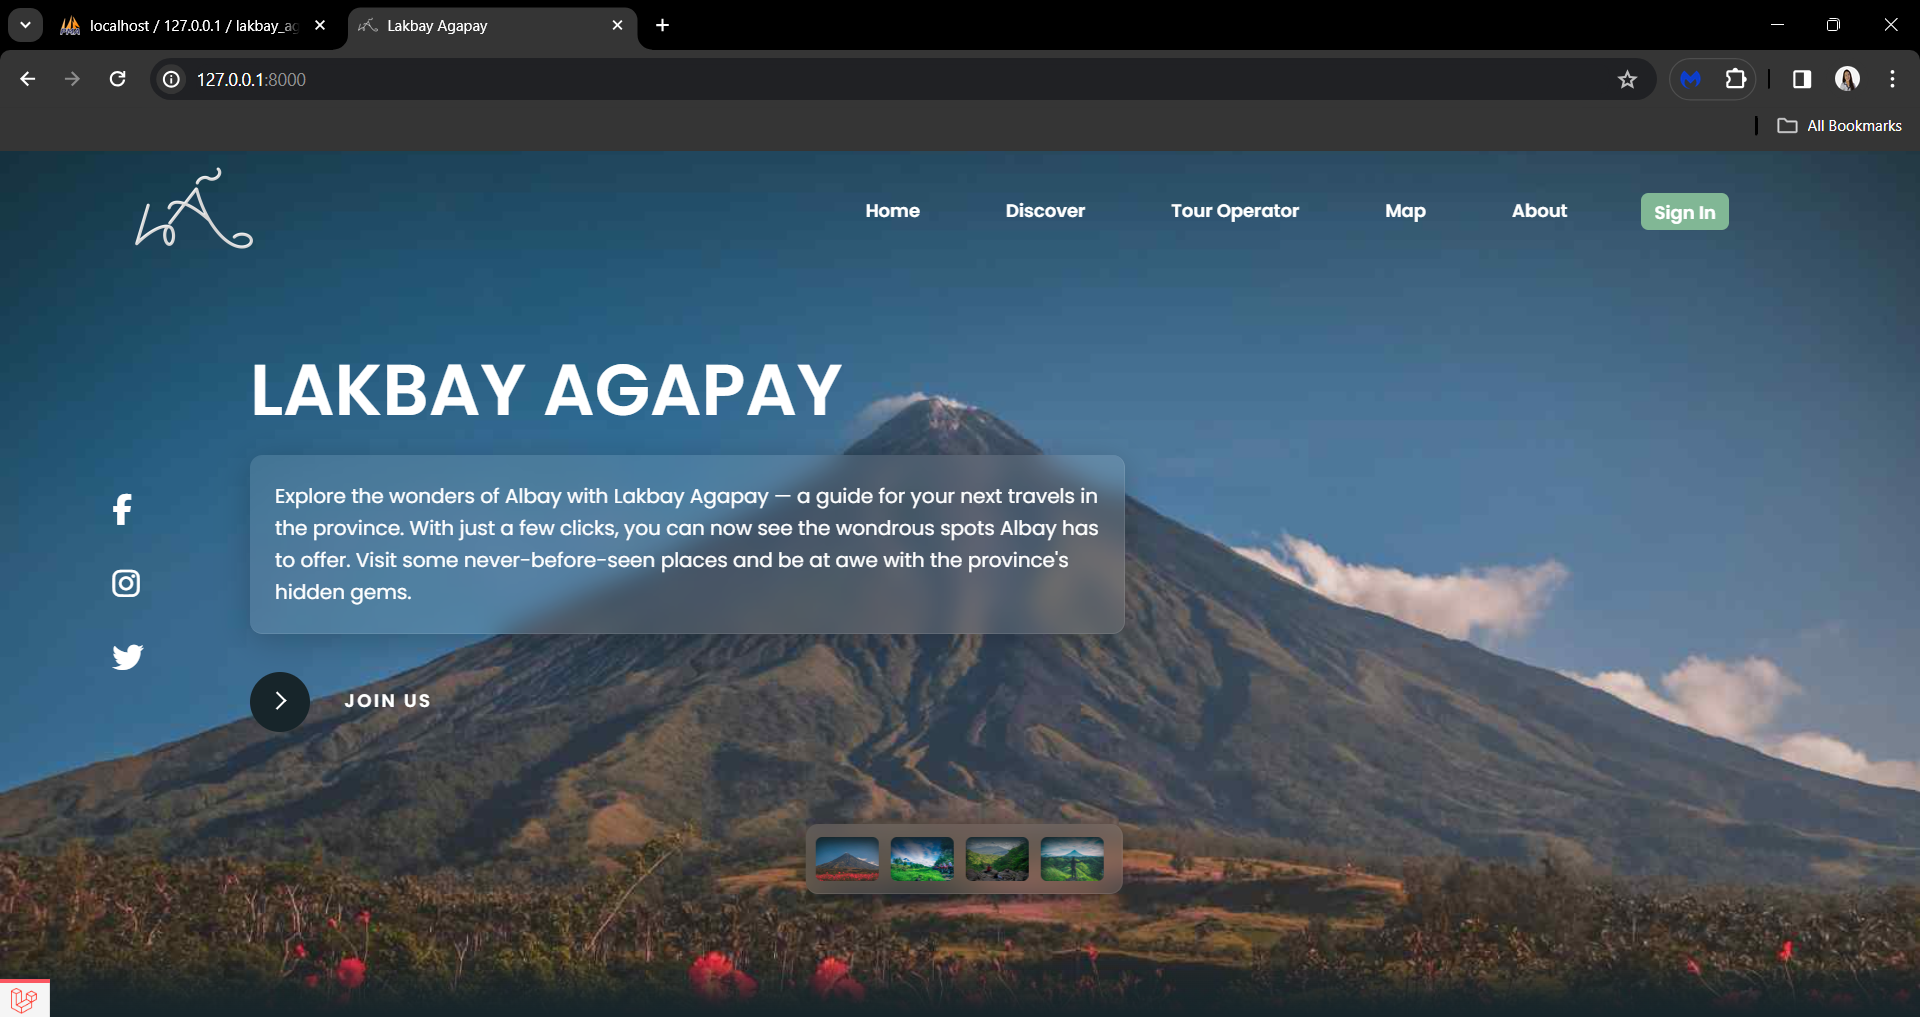 localhost / 127.0.0.1 / lakbay_ag
Lakbay Agapay
127.0.0.1:8000
All Bookmarks
LA
Home
Discover
Tour Operator
Map
About
Sign In
LAKBAY AGAPAY
Explore the wonders of Albay with Lakbay Agapay — a guide for your next travels in
the province. With just a few clicks, you can now see the wondrous spots Albay has
to offer. Visit some never-before-seen places and be at awe with the province's
hidden gems.
JOIN US